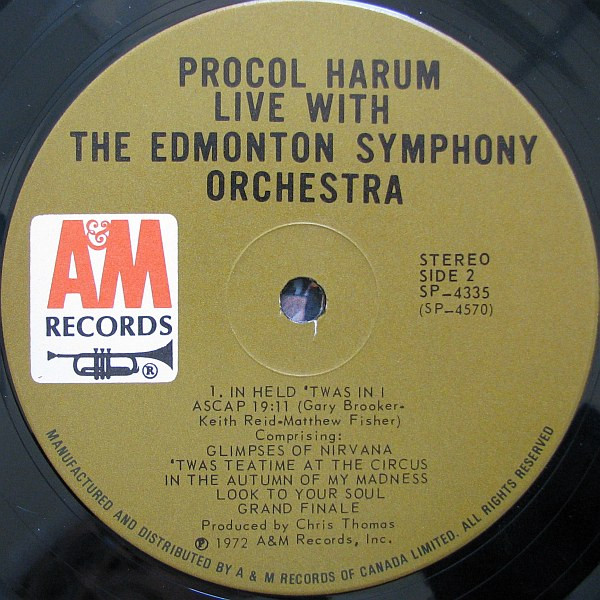 PROCOL HARUM
LIVE WITH
THE EDMONTON SYMPHONY
ORCHESTRA
A&M
RECORDS
®
STEREO
SIDE 2
SP-4335
(SP-4570)
1. IN HELD 'TWAS IN I
ASCAP 19:11 (Gary Brooker-
Keith Reid-Matthew Fisher)
Comprising:
GLIMPSES OF NIRVANA
'TWAS TEATIME AT THE CIRCUS
IN THE AUTUMN OF MY MADNESS
LOOK TO YOUR SOUL
GRAND FINALE
Produced by Chris Thomas
℗ 1972 A&M Records, Inc.
MANUFACTURED AND DISTRIBUTED BY A & M RECORDS OF CANADA LIMITED. ALL RIGHTS RESERVED